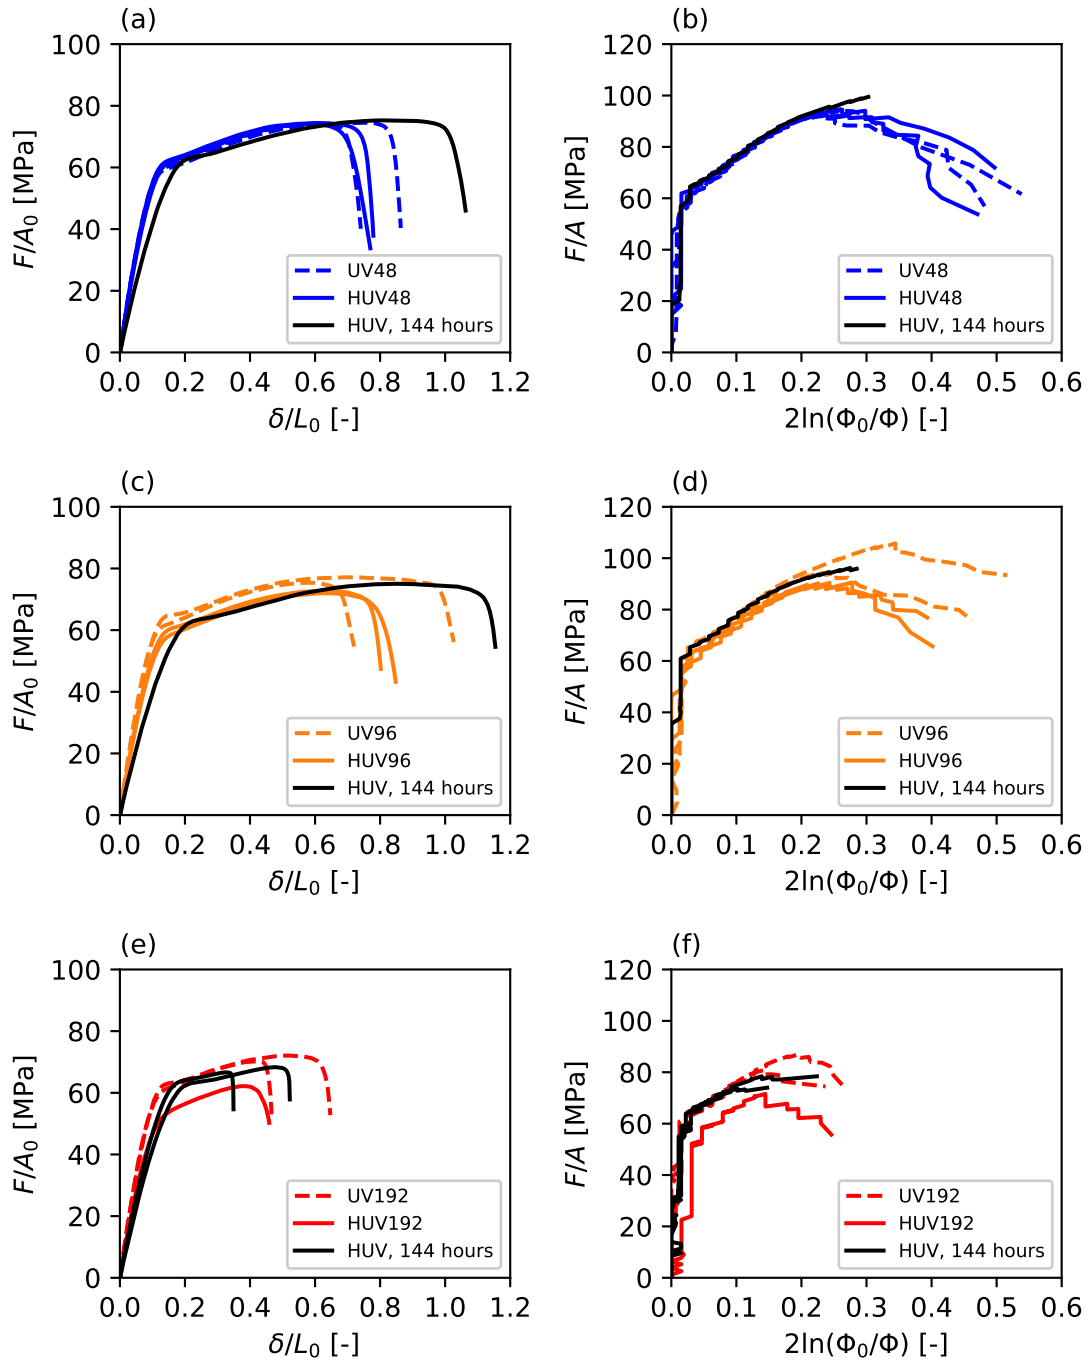 (a)
100
80
60
40
20
0
F/A0 [MPa]
UV48
HUV48
HUV, 144 hours
0.0 0.2 0.4 0.6 0.8 1.0 1.2
δ/L0 [-]
(b)
120
100
80
60
40
20
0
F/A [MPa]
UV48
HUV48
HUV, 144 hours
0.0 0.1 0.2 0.3 0.4 0.5 0.6
2ln(Φ0/Φ) [-]
(c)
100
80
60
40
20
0
F/A0 [MPa]
UV96
HUV96
HUV, 144 hours
0.0 0.2 0.4 0.6 0.8 1.0 1.2
δ/L0 [-]
(d)
120
100
80
60
40
20
0
F/A [MPa]
UV96
HUV96
HUV, 144 hours
0.0 0.1 0.2 0.3 0.4 0.5 0.6
2ln(Φ0/Φ) [-]
(e)
100
80
60
40
20
0
F/A0 [MPa]
UV192
HUV192
HUV, 144 hours
0.0 0.2 0.4 0.6 0.8 1.0 1.2
δ/L0 [-]
(f)
120
100
80
60
40
20
0
F/A [MPa]
UV192
HUV192
HUV, 144 hours
0.0 0.1 0.2 0.3 0.4 0.5 0.6
2ln(Φ0/Φ) [-]